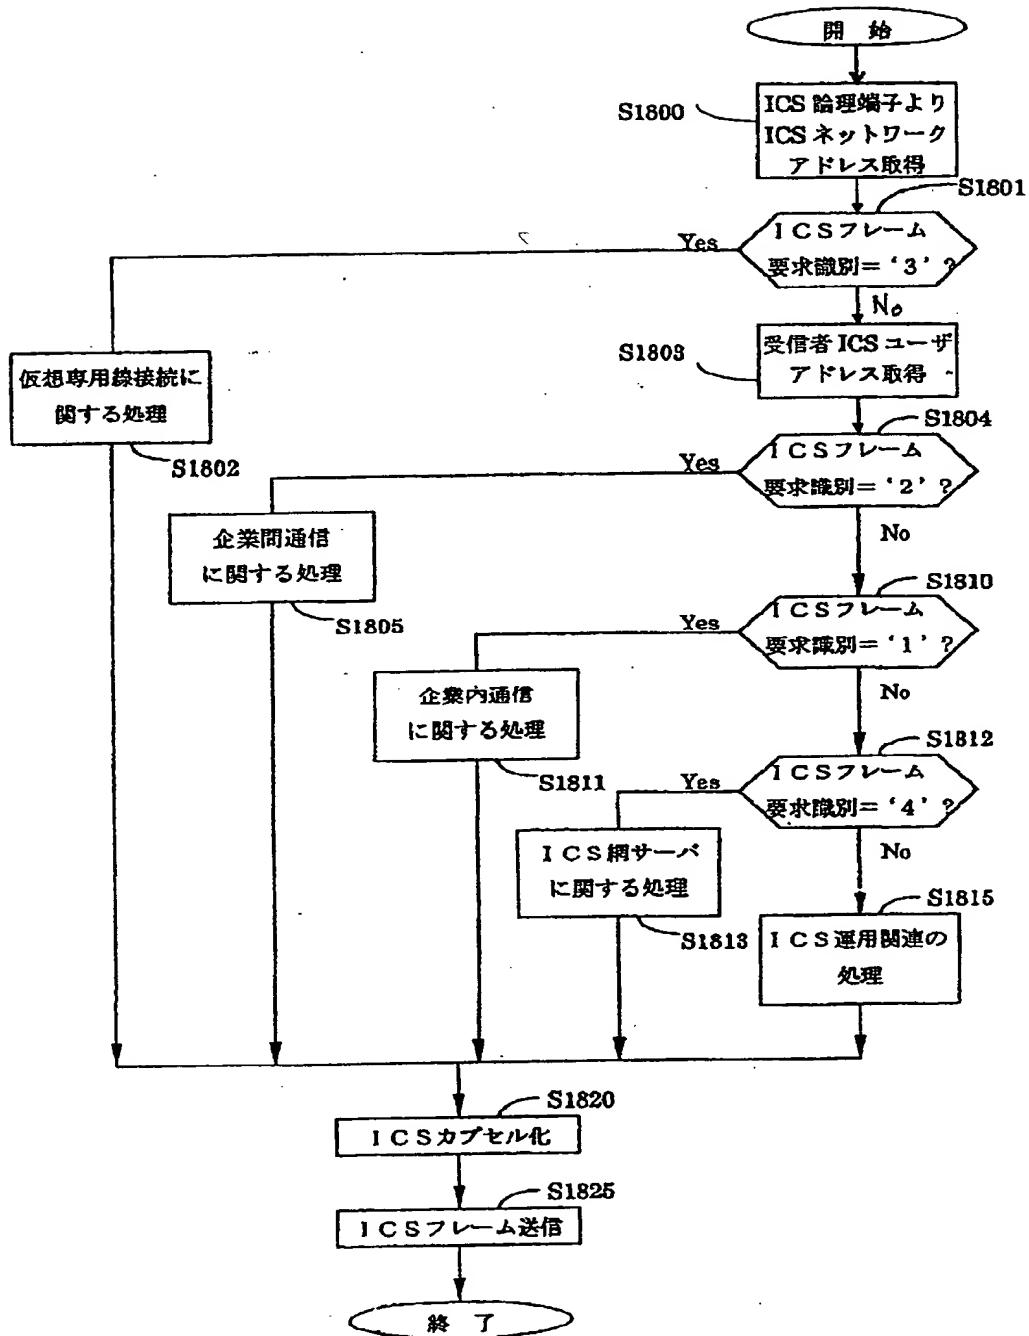 開 始
S1800
ICS論理端子より
ICSネットワーク
アドレス取得
S1801
ICSフレーム
要求識別=‘3’?
Yes
No
S1803
受信者ICSユーザ
アドレス取得
仮想専用線接続に
関する処理
S1802
S1804
ICSフレーム
要求識別=‘2’?
Yes
No
企業間通信
に関する処理
S1805
S1810
ICSフレーム
要求識別=‘1’?
Yes
No
企業内通信
に関する処理
S1811
S1812
ICSフレーム
要求識別=‘4’?
Yes
No
ICS網サーバ
に関する処理
S1813
S1815
ICS運用関連の
処理
S1820
ICSカプセル化
S1825
ICSフレーム送信
終 了